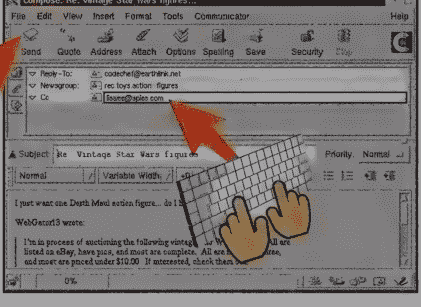 Compose: Re: Vintage Star Wars figures...
File Edit View Insert Format Tools Communicator Help
Send Quote Address Attach Options Spelling Save Security Stop
Reply-To: codechef@earthlink.net
Newsgroup: rec.toys.action figures
Cc
Subject: Re Vintage Star Wars figures Priority: Normal
Normal Variable Width
I just want one Darth Maul action figure... do I
WebGator13 wrote:
I'm in process of auctioning the following vintage All are
listed on eBay, have pics, and most are complete. All are
and most are priced under $10.00 If interested, check them
0%